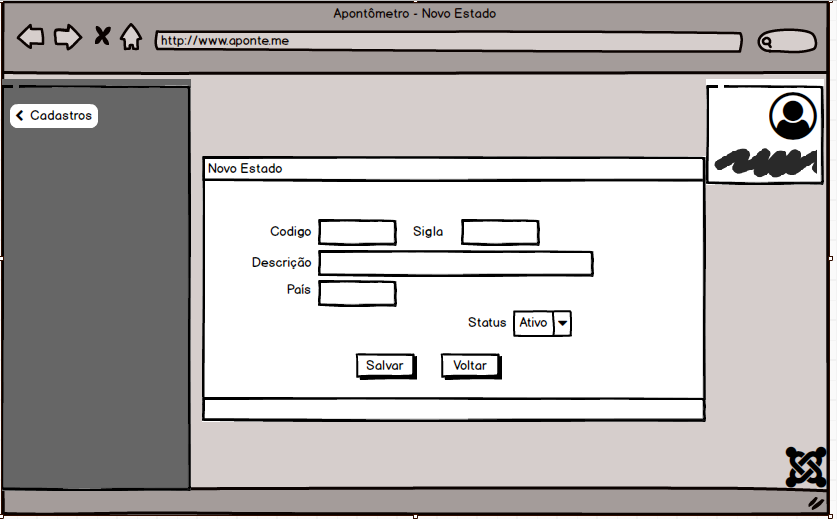 Apontômetro - Novo Estado
http://www.aponte.me
Cadastros
Novo Estado
Codigo Sigla
Descrição
País
Status Ativo
Salvar Voltar